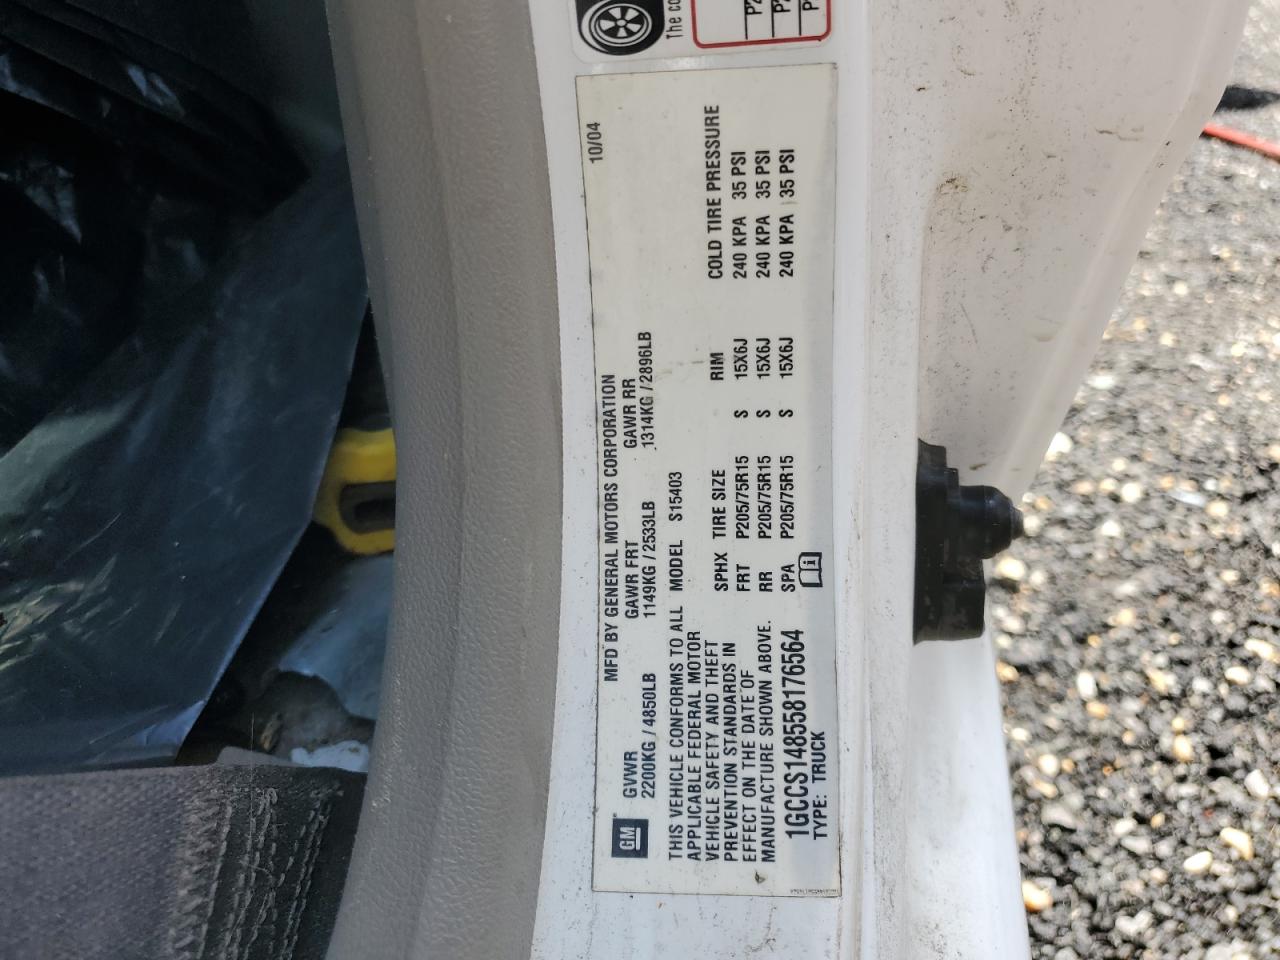 The co
P2
P2
P
10/04
MFD BY GENERAL MOTORS CORPORATION
GVWR GAWR FRT GAWR RR
2200KG / 4850LB 1149KG / 2533LB 1314KG / 2896LB
GM
THIS VEHICLE CONFORMS TO ALL
APPLICABLE FEDERAL MOTOR
VEHICLE SAFETY AND THEFT
PREVENTION STANDARDS IN
EFFECT ON THE DATE OF
MANUFACTURE SHOWN ABOVE.
1GCCS148558176564
TYPE: TRUCK
MODEL S15403
SPHX TIRE SIZE RIM COLD TIRE PRESSURE
FRT P205/75R15 S 15X6J 240 KPA 35 PSI
RR P205/75R15 S 15X6J 240 KPA 35 PSI
SPA P205/75R15 S 15X6J 240 KPA 35 PSI